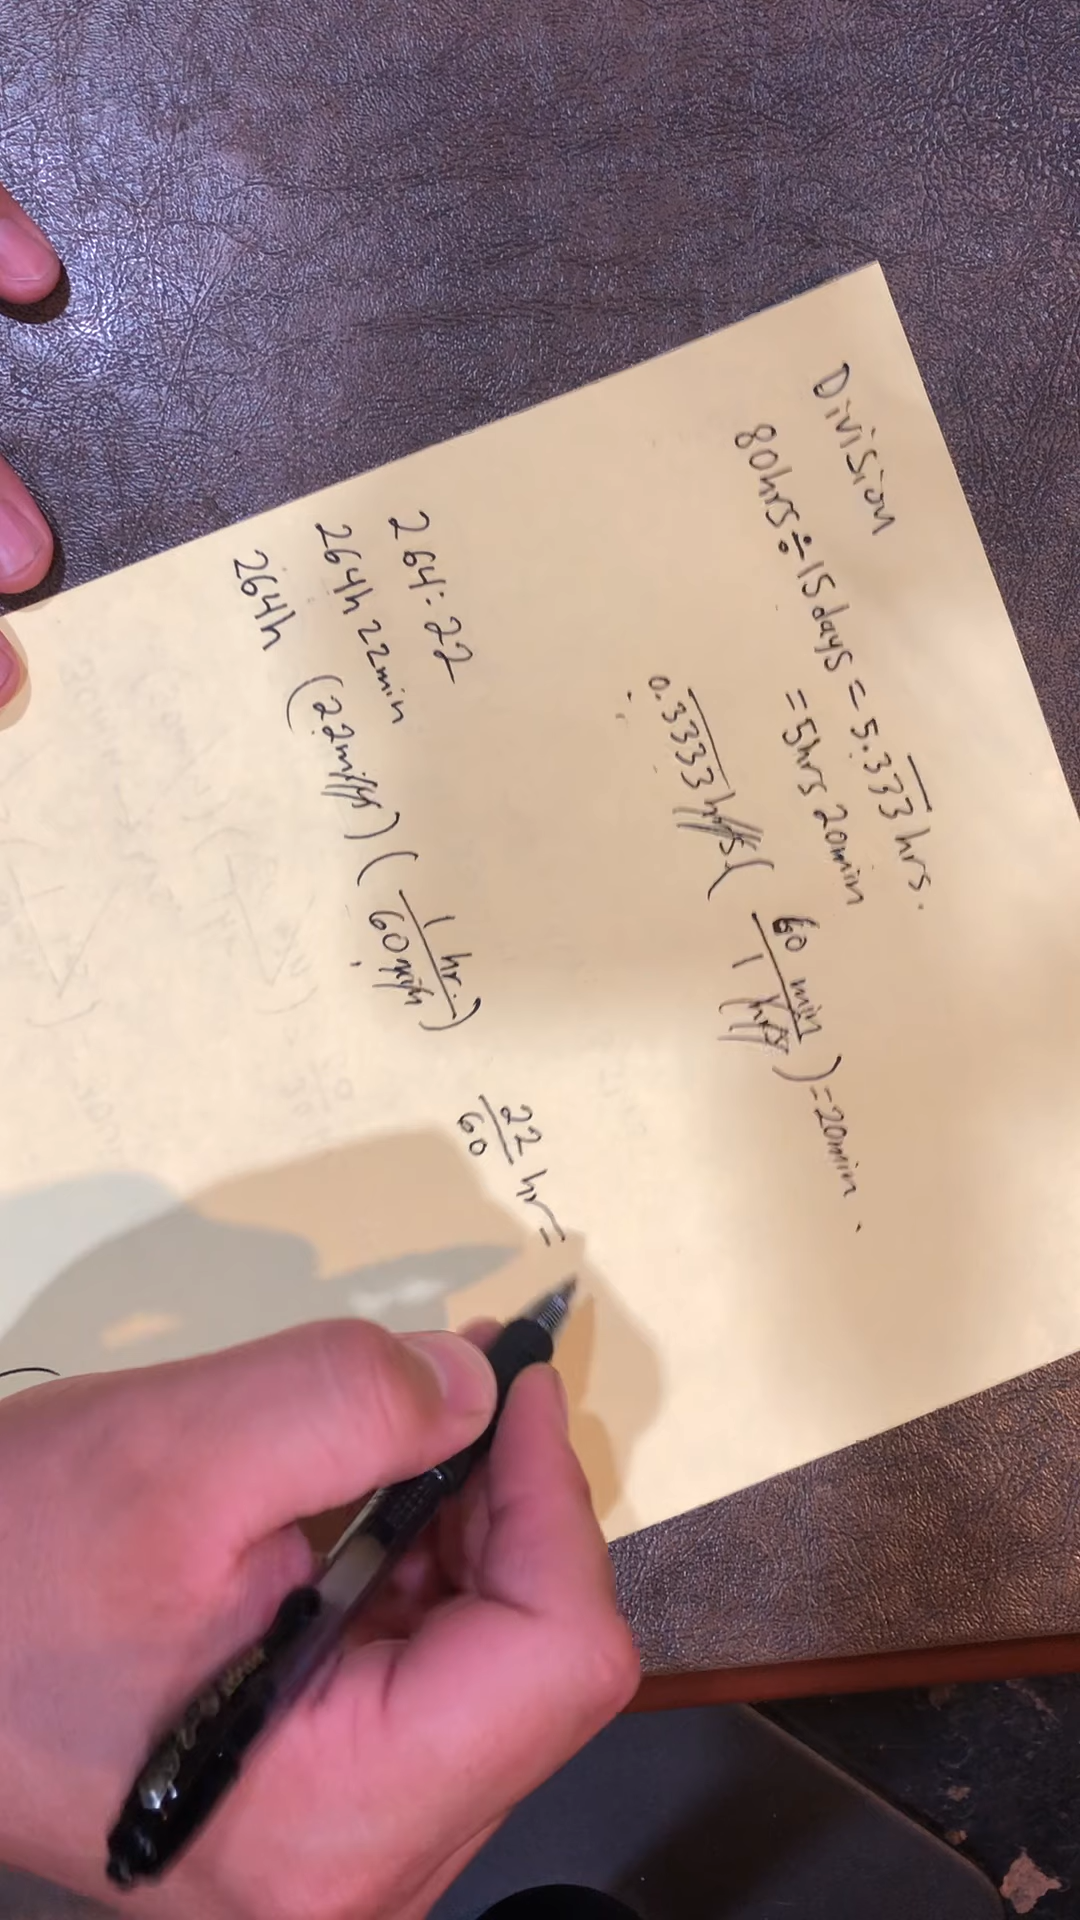 Division
80hrs ÷ 15 days = 5.333 hrs.
= 5hrs 20min
0.3333 hrs ( 60 min / 1 hrs ) = 20min.
264:22
264h 22min
264h (22min) ( 1 hr. / 60 min ) 22/60 hr =